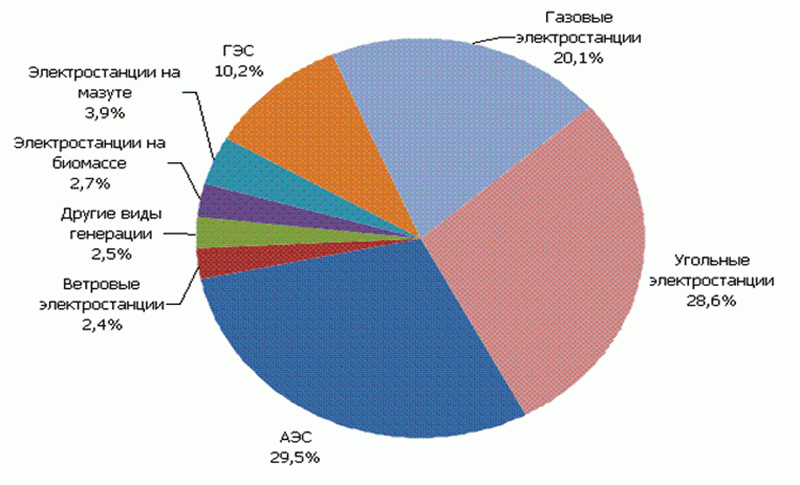 Газовые
электростанции
20,1%
ГЭС
10,2%
Электростанции на
мазуте
3,9%
Электростанции на
биомассе
2,7%
Другие виды
генерации
2,5%
Ветровые
электростанции
2,4%
Угольные
электростанции
28,6%
АЭС
29,5%